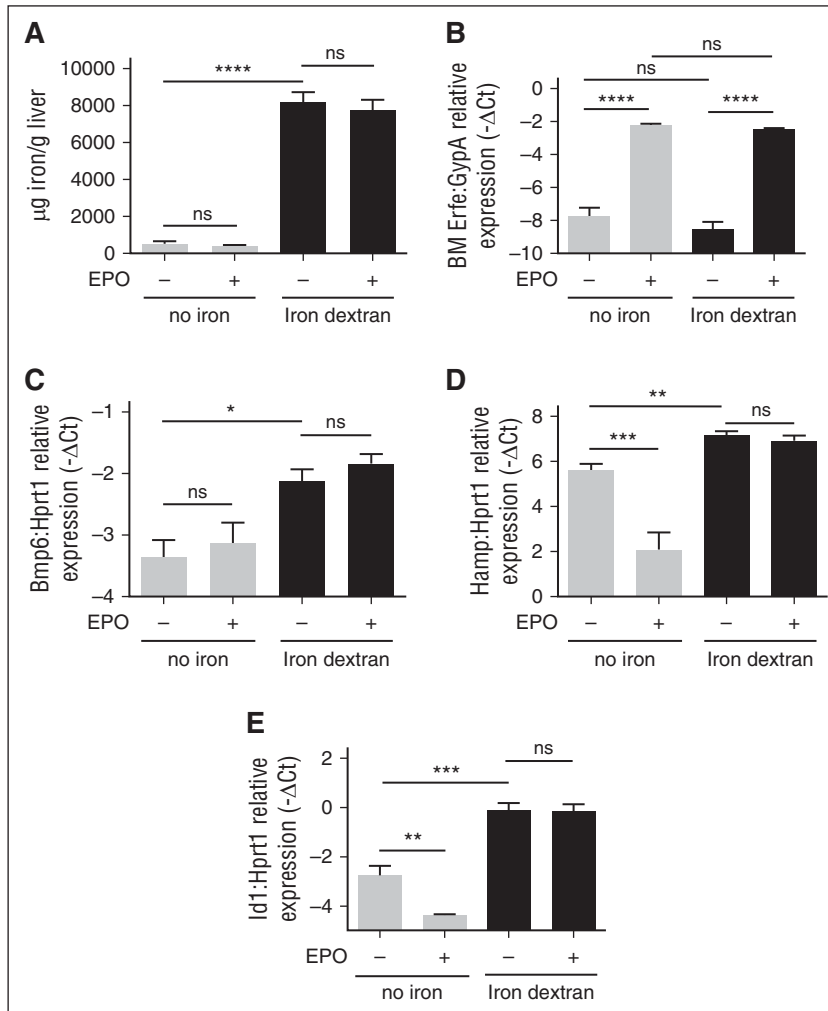 A
μg iron/g liver
10000
8000
6000
4000
2000
0
****
ns
ns
EPO – + – +
no iron Iron dextran
B
BM Erfe:GypA relative
expression (-ΔCt)
0
–2
–4
–6
–8
–10
ns
ns
**** ****
EPO – + – +
no iron Iron dextran
C
Bmp6:Hprt1 relative
expression (-ΔCt)
–1
–2
–3
–4
*
ns
ns
EPO – + – +
no iron Iron dextran
D
Hamp:Hprt1 relative
expression (-ΔCt)
8
6
4
2
0
**
ns
***
EPO – + – +
no iron Iron dextran
E
Id1:Hprt1 relative
expression (-ΔCt)
2
0
–2
–4
ns
***
**
EPO – + – +
no iron Iron dextran